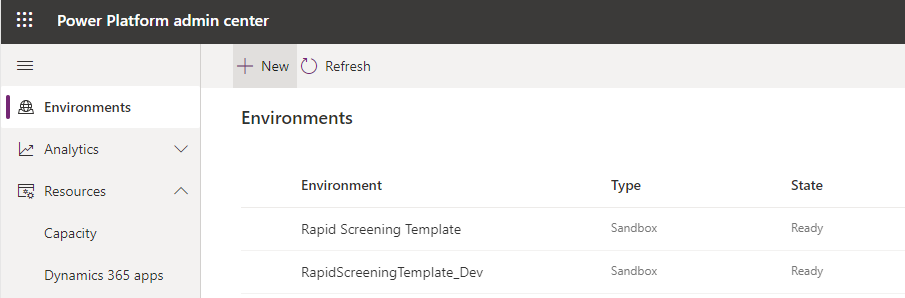 Power Platform admin center
New Refresh
Environments
Environments
Analytics
Resources
Environment Type State
Capacity
Rapid Screening Template Sandbox Ready
Dynamics 365 apps
RapidScreeningTemplate_Dev Sandbox Ready